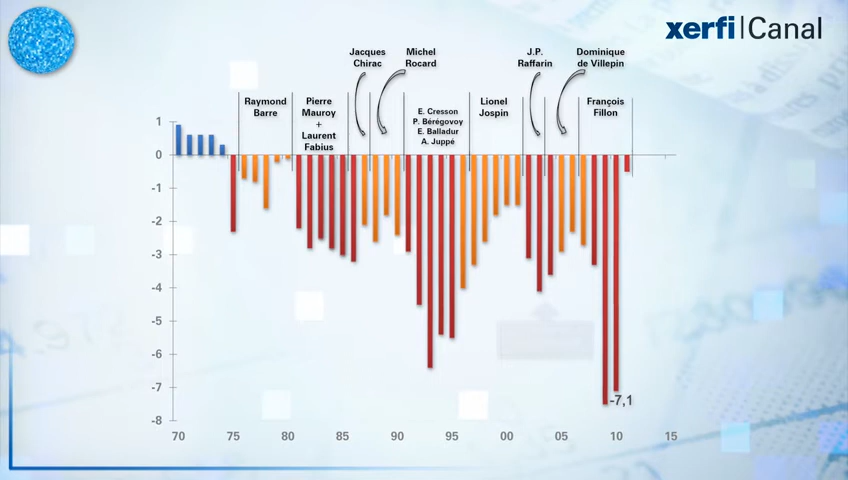 xerfi|Canal
Jacques
Chirac
Michel
Rocard
J.P.
Raffarin
Dominique
de Villepin
Raymond
Barre
Pierre
Mauroy
+
Laurent
Fabius
E. Cresson
P. Bérégovoy
E. Balladur
A. Juppé
Lionel
Jospin
François
Fillon
1
0
-1
-2
-3
-4
-5
-6
-7
-8
-7,1
70 75 80 85 90 95 00 05 10 15